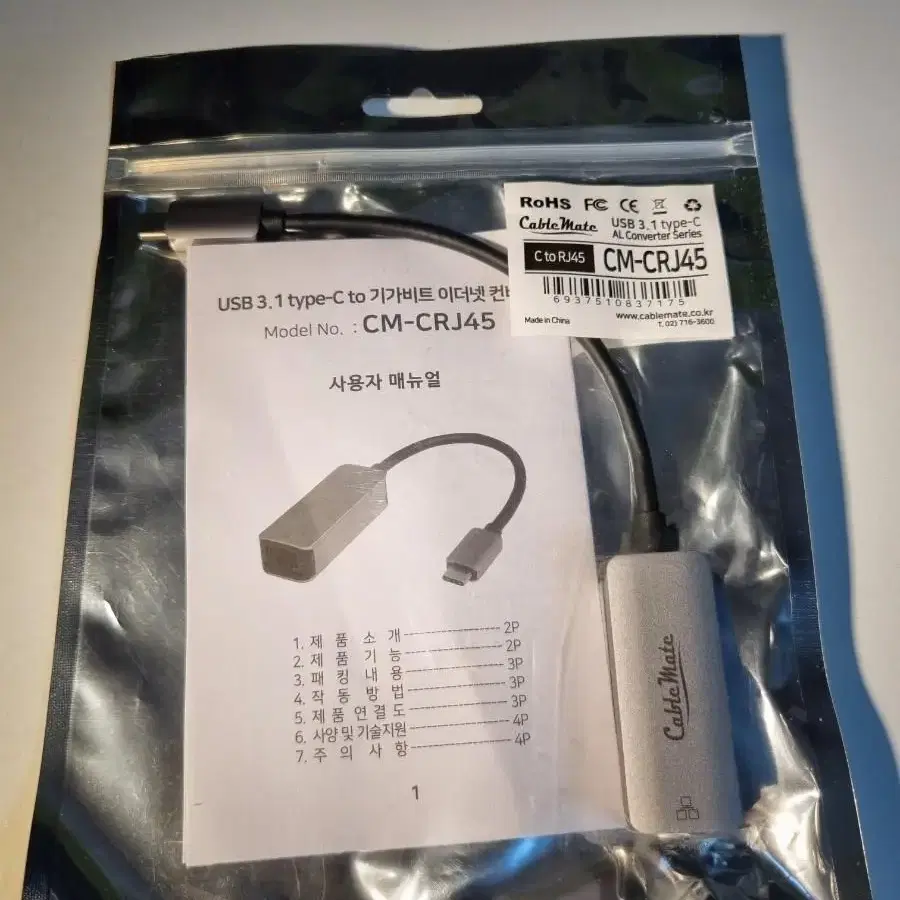 RoHS FC CE
CableMate USB 3.1 type-C
AL Converter Series
C to RJ45 CM-CRJ45
6937510837175
Made in China www.cablemate.co.kr
T. 02) 716-3600
USB 3.1 type-C to 기가비트 이더넷
Model No. : CM-CRJ45
사용자 매뉴얼
1. 제 품 소 개 ---------- 2P
2. 제 품 기 능 ---------- 2P
3. 패 킹 내 용 ---------- 3P
4. 작 동 방 법 ---------- 3P
5. 제 품 연 결 도 ---------- 3P
6. 사양 및 기술지원 ---------- 4P
7. 주 의 사 항 ---------- 4P
1
CableMate